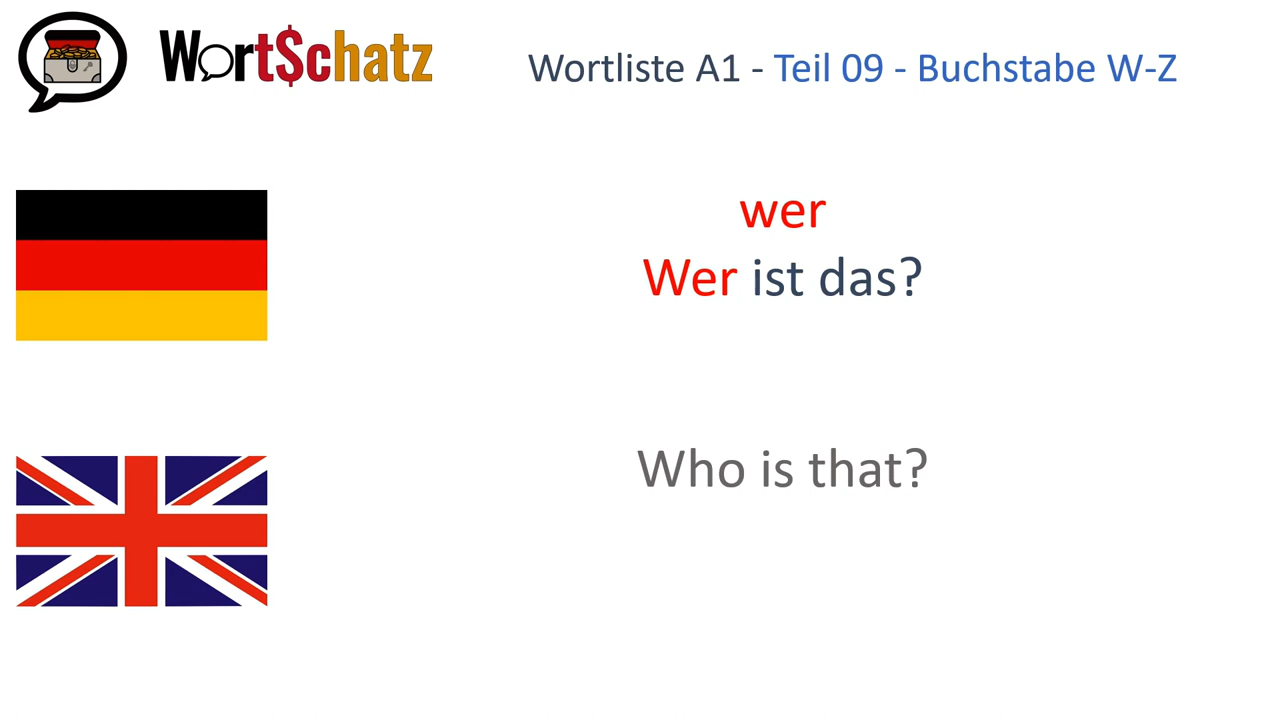 Wort$chatz
Wortliste A1 - Teil 09 - Buchstabe W-Z
wer
Wer ist das?
Who is that?